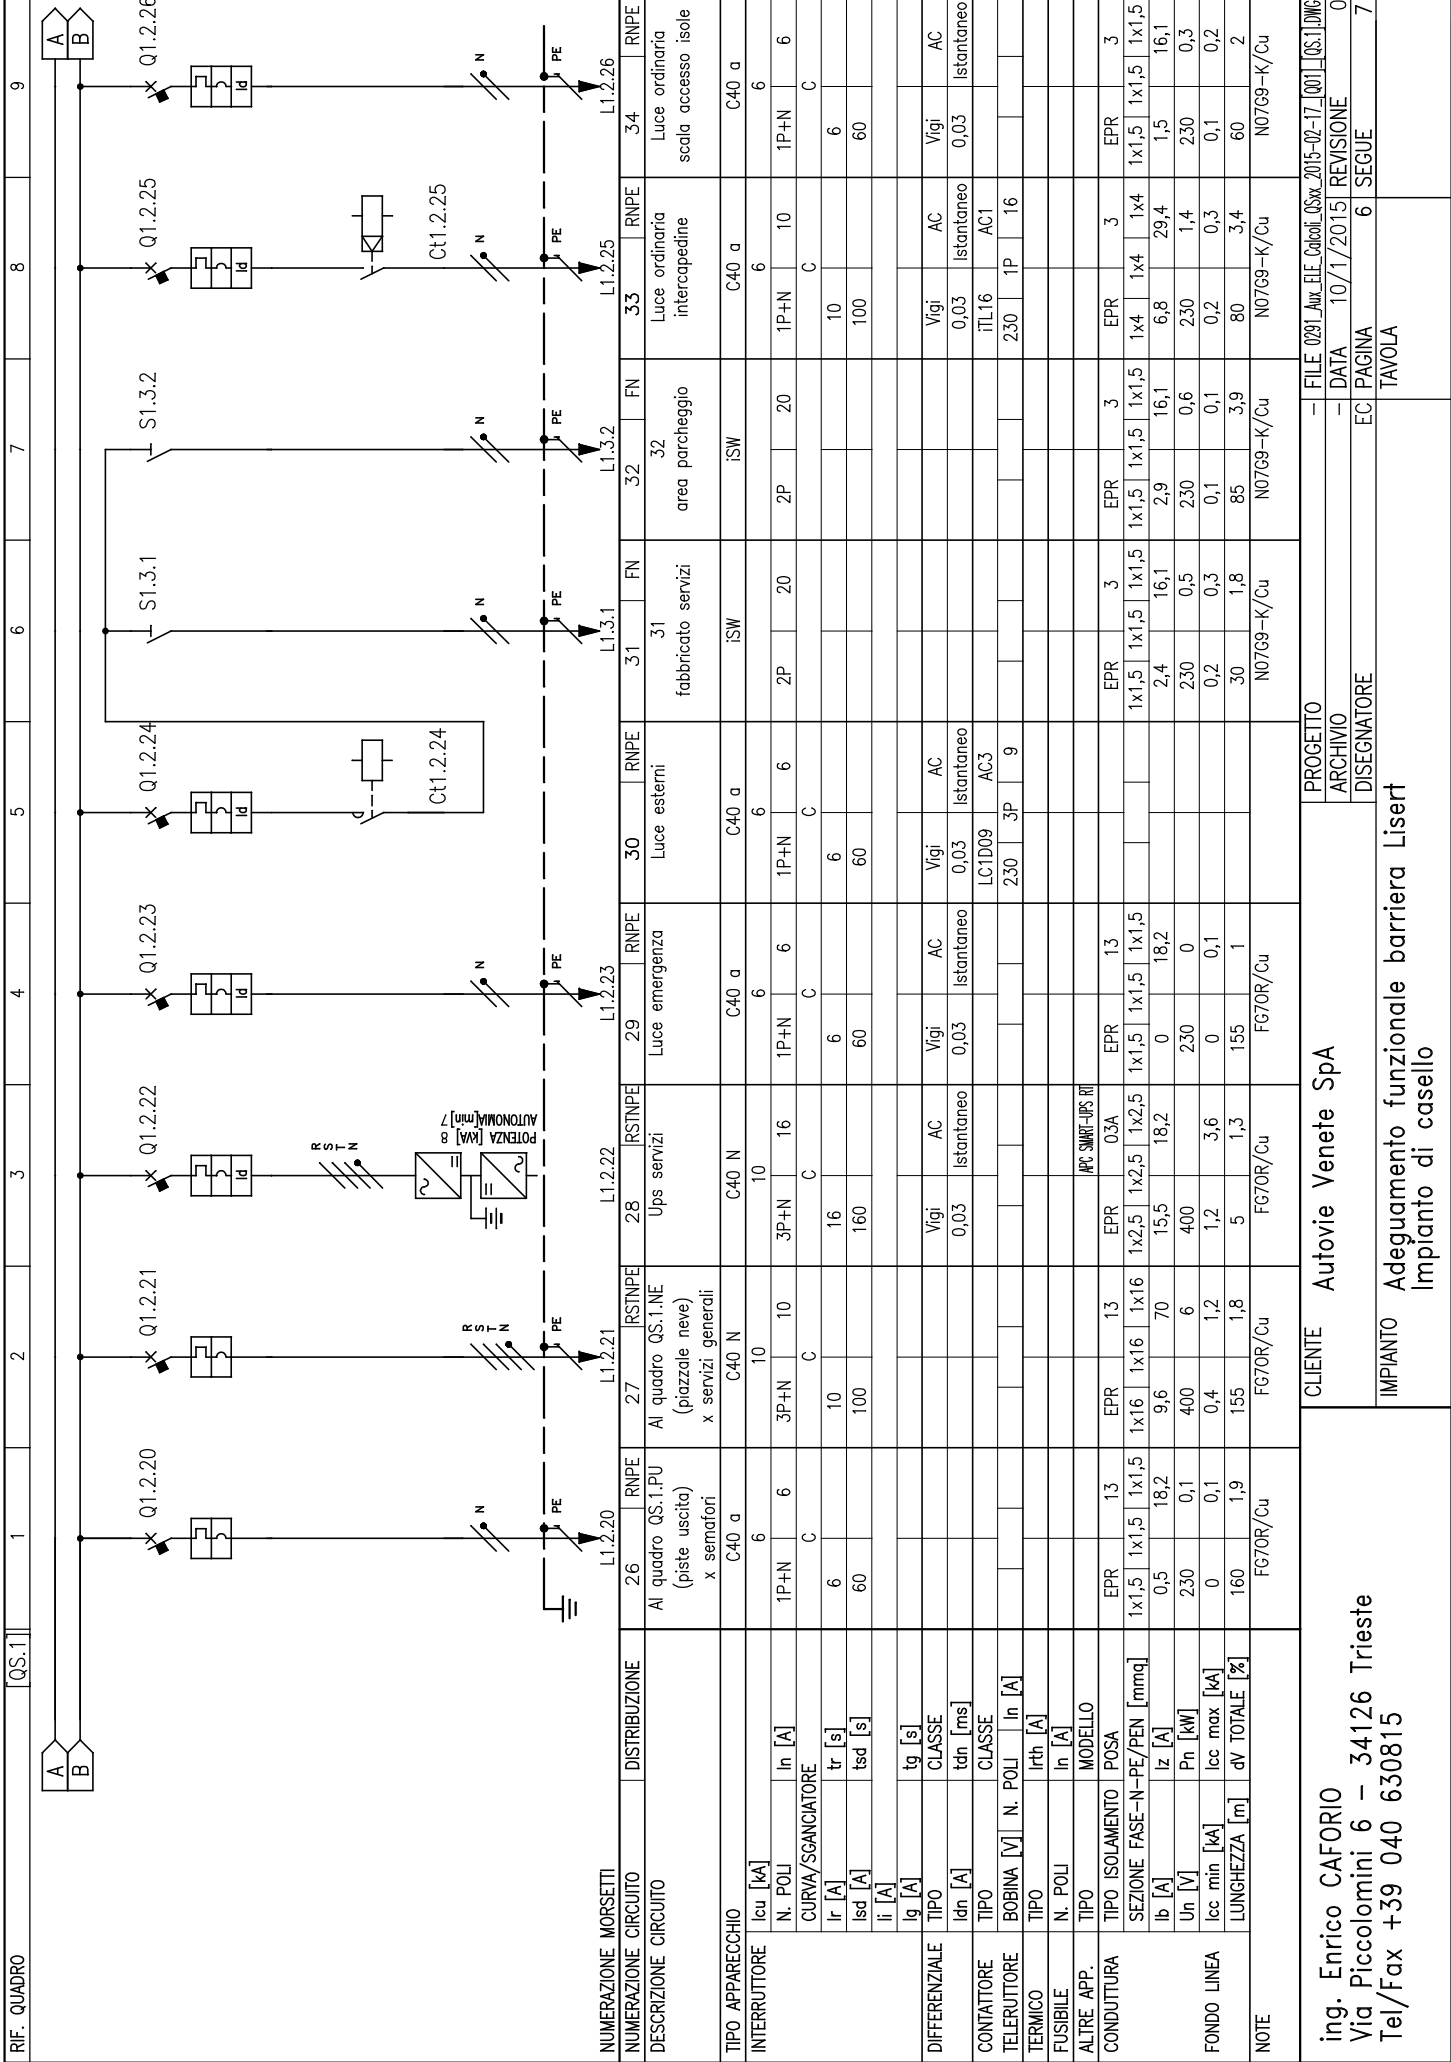 RIF. QUADRO [QS.1] 1 2 3 4 5 6 7 8 9
A A
B B
Q1.2.20 Q1.2.21 Q1.2.22 Q1.2.23 Q1.2.24 S1.3.1 S1.3.2 Q1.2.25 Q1.2.26
Id Id Id Id Id
Ct1.2.24 Ct1.2.25
R S T N
POTENZA [kVA] 8
AUTONOMIA[min]7
N R S T N N N N N N
PE PE PE PE PE PE PE
NUMERAZIONE MORSETTI L1.2.20 L1.2.21 L1.2.22 L1.2.23 L1.3.1 L1.3.2 L1.2.25 L1.2.26
NUMERAZIONE CIRCUITO DISTRIBUZIONE 26 RNPE 27 RSTNPE 28 RSTNPE 29 RNPE 30 RNPE 31 FN 32 FN 33 RNPE 34 RNPE
DESCRIZIONE CIRCUITO
Al quadro QS.1.PU
(piste uscita)
x semafori
Al quadro QS.1.NE
(piazzale neve)
x servizi generali
Ups servizi
Luce emergenza
Luce esterni
31
fabbricato servizi
32
area parcheggio
Luce ordinaria
intercapedine
Luce ordinaria
scala accesso isole
TIPO APPARECCHIO C40 a C40 N C40 N C40 a C40 a iSW iSW C40 a C40 a
INTERRUTTORE Icu [kA] 6 10 10 6 6 6 6
N. POLI In [A] 1P+N 6 3P+N 10 3P+N 16 1P+N 6 1P+N 6 2P 20 2P 20 1P+N 10 1P+N 6
CURVA/SGANCIATORE C C C C C C C
Ir [A] tr [s] 6 10 16 6 6 10 6
Isd [A] tsd [s] 60 100 160 60 60 100 60
Ii [A]
Ig [A] tg [s]
DIFFERENZIALE TIPO CLASSE Vigi AC Vigi AC Vigi AC Vigi AC Vigi AC
Idn [A] tdn [ms] 0,03 Istantaneo 0,03 Istantaneo 0,03 Istantaneo 0,03 Istantaneo 0,03 Istantaneo
CONTATTORE TIPO CLASSE LC1D09 AC3 iTL16 AC1
TELERUTTORE BOBINA [V] N. POLI In [A] 230 3P 9 230 1P 16
TERMICO TIPO Irth [A]
FUSIBILE N. POLI In [A]
ALTRE APP. TIPO MODELLO APC SMART-UPS RT
CONDUTTURA TIPO ISOLAMENTO POSA EPR 13 EPR 13 EPR 03A EPR 13 EPR 3 EPR 3 EPR 3 EPR 3
SEZIONE FASE-N-PE/PEN [mmq] 1x1,5 1x1,5 1x1,5 1x16 1x16 1x16 1x2,5 1x2,5 1x2,5 1x1,5 1x1,5 1x1,5 1x1,5 1x1,5 1x1,5 1x1,5 1x1,5 1x1,5 1x4 1x4 1x4 1x1,5 1x1,5 1x1,5
Ib [A] Iz [A] 0,5 18,2 9,6 70 15,5 18,2 0 18,2 2,4 16,1 2,9 16,1 6,8 29,4 1,5 16,1
Un [V] Pn [kW] 230 0,1 400 6 400 230 0 230 0,5 230 0,6 230 1,4 230 0,3
FONDO LINEA Icc min [kA] Icc max [kA] 0 0,1 0,4 1,2 1,2 3,6 0 0,1 0,2 0,3 0,1 0,1 0,2 0,3 0,1 0,2
LUNGHEZZA [m] dV TOTALE [%] 160 1,9 155 1,8 5 1,3 155 1 30 1,8 85 3,9 80 3,4 60 2
NOTE FG7OR/Cu FG7OR/Cu FG7OR/Cu FG7OR/Cu N07G9-K/Cu N07G9-K/Cu N07G9-K/Cu N07G9-K/Cu
ing. Enrico CAFORIO
Via Piccolomini 6 - 34126 Trieste
Tel/Fax +39 040 630815
CLIENTE Autovie Venete SpA
IMPIANTO Adeguamento funzionale barriera Lisert
Impianto di casello
PROGETTO - FILE 0291_Aux_ELE_Calcoli_QSxx_2015-02-17_[Q01]_[QS.1].DWG
ARCHIVIO - DATA 10/1/2015 REVISIONE 0
DISEGNATORE EC PAGINA 6 SEGUE 7
TAVOLA